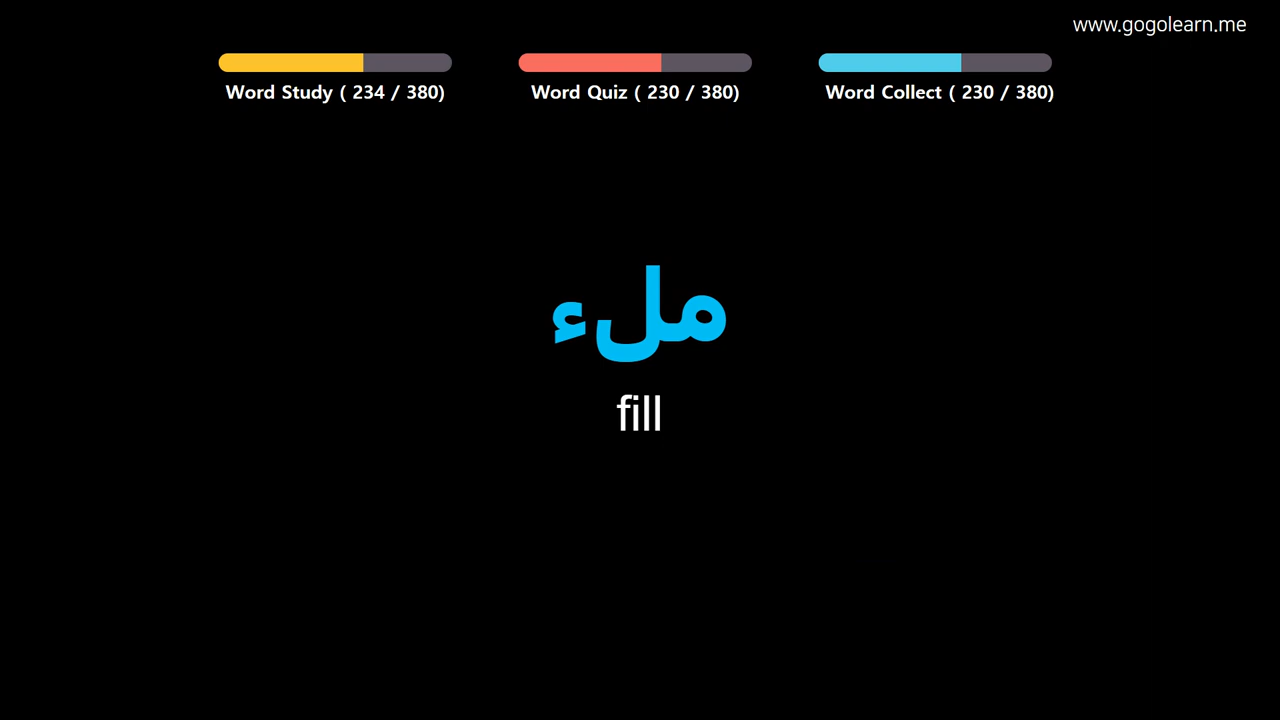 www.gogolearn.me
Word Study ( 234 / 380)
Word Quiz ( 230 / 380)
Word Collect ( 230 / 380)
ملء
fill